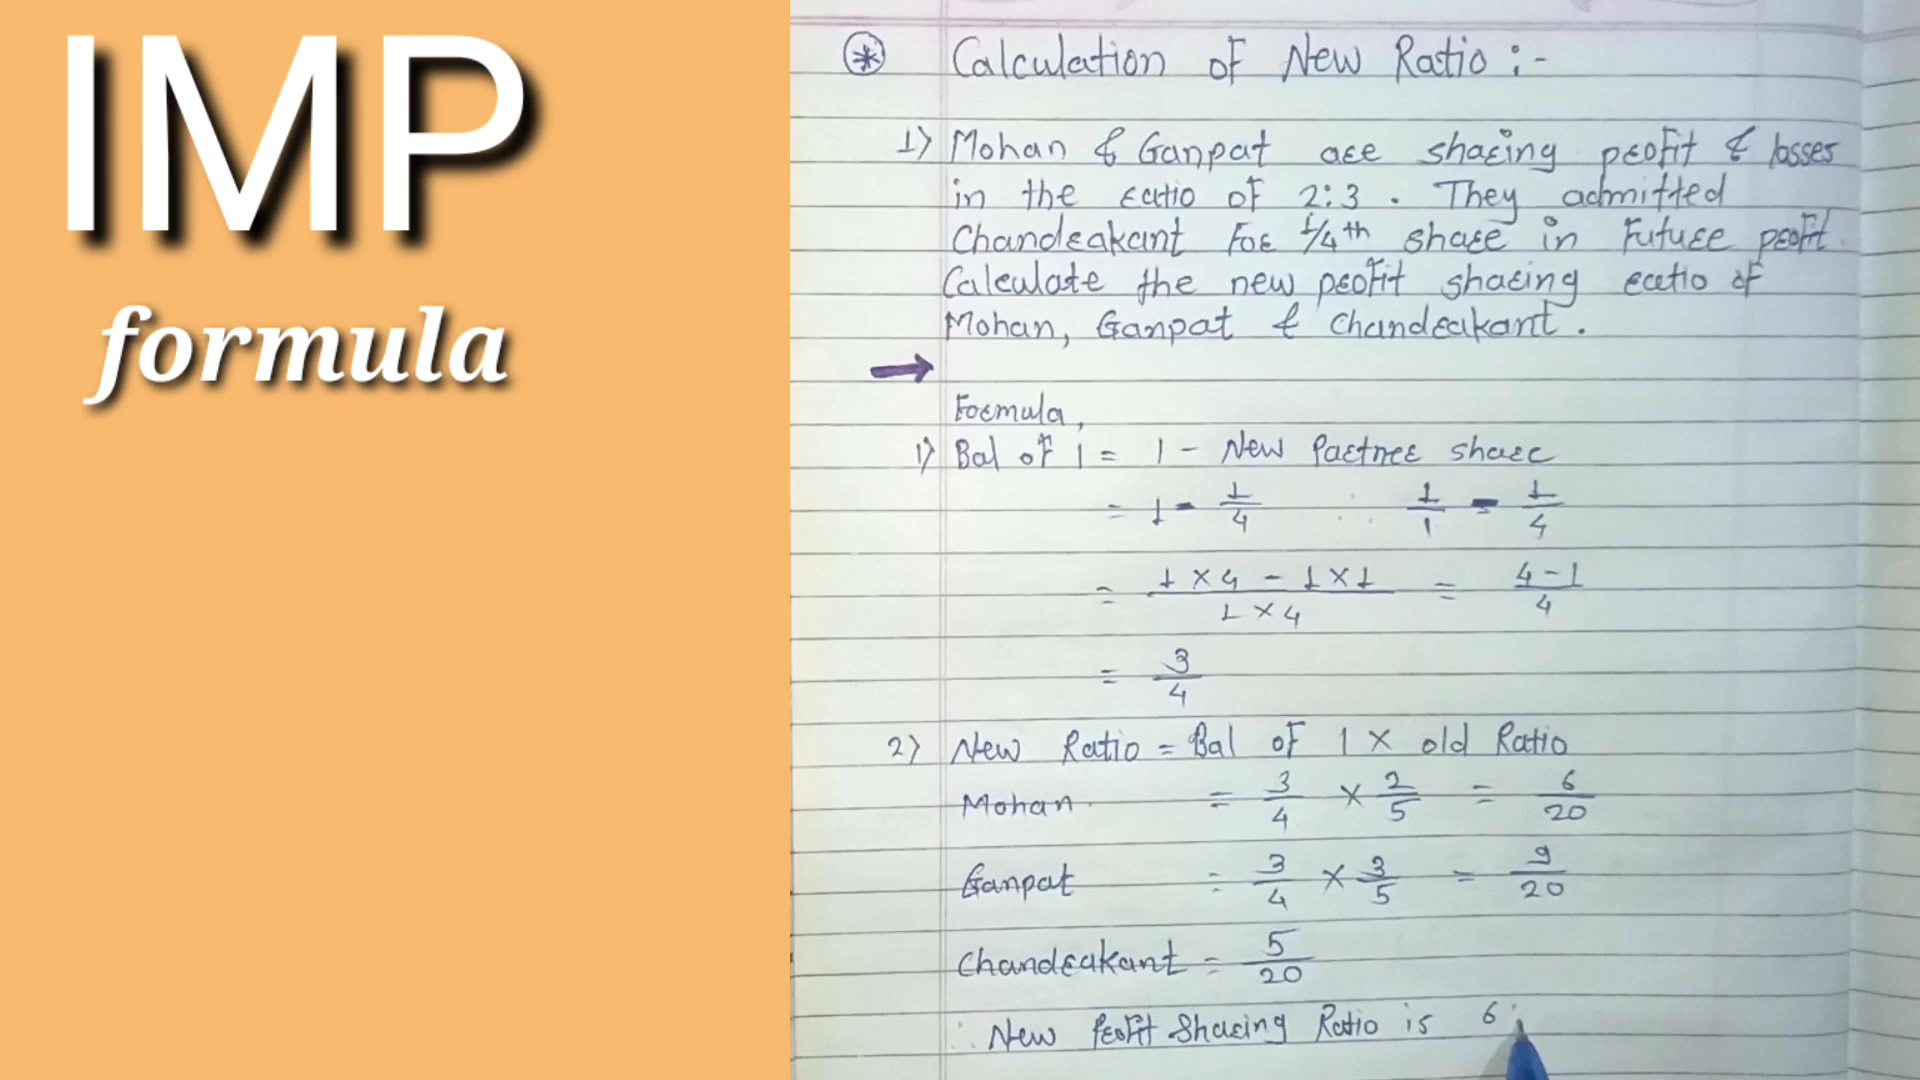 IMP
formula
* Calculation of New Ratio :-
1) Mohan & Ganpat are sharing profit & losses
in the ratio of 2:3 . They admitted
Chandrakant for 1/4th share in future profit.
Calculate the new profit sharing ratio of
Mohan, Ganpat & Chandrakant.
→
Formula,
1) Bal of 1 = 1 - New Partner share
= 1 - 1/4 1/1 - 1/4
= 1 × 4 - 1 × 1 / 1 × 4 = 4 - 1 / 4
= 3/4
2) New Ratio = Bal of 1 × old Ratio
Mohan = 3/4 × 2/5 = 6/20
Ganpat = 3/4 × 3/5 = 9/20
Chandrakant = 5/20
∴ New Profit Sharing Ratio is 6: